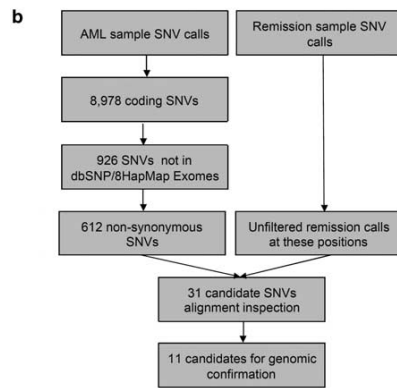 b
AML sample SNV calls
Remission sample SNV
calls
8,978 coding SNVs
926 SNVs not in
dbSNP/8HapMap Exomes
612 non-synonymous
SNVs
Unfiltered remission calls
at these positions
31 candidate SNVs
alignment inspection
11 candidates for genomic
confirmation